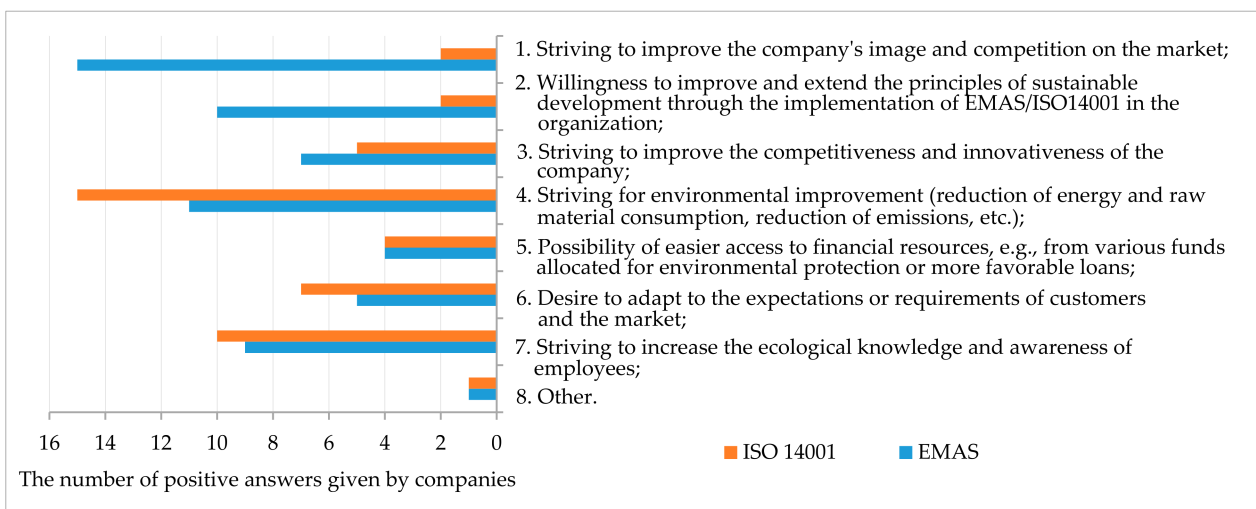 1. Striving to improve the company's image and competition on the market;
2. Willingness to improve and extend the principles of sustainable
development through the implementation of EMAS/ISO14001 in the
organization;
3. Striving to improve the competitiveness and innovativeness of the
company;
4. Striving for environmental improvement (reduction of energy and raw
material consumption, reduction of emissions, etc.);
5. Possibility of easier access to financial resources, e.g., from various funds
allocated for environmental protection or more favorable loans;
6. Desire to adapt to the expectations or requirements of customers
and the market;
7. Striving to increase the ecological knowledge and awareness of
employees;
8. Other.
16 14 12 10 8 6 4 2 0
The number of positive answers given by companies
ISO 14001 EMAS